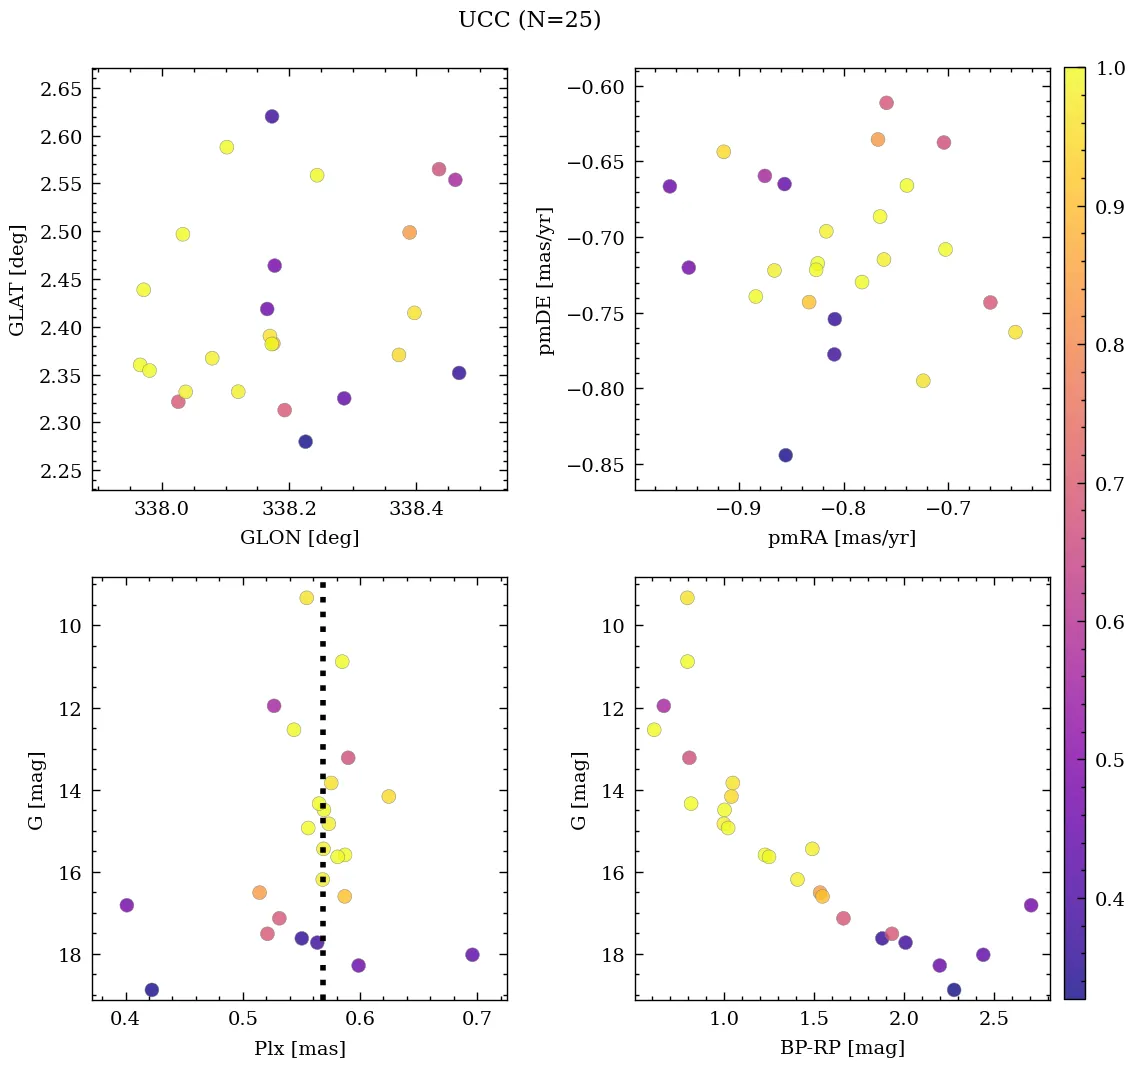 UCC (N=25)
2.65
2.60
2.55
2.50
2.45
2.40
2.35
2.30
2.25
GLAT [deg]
338.0 338.2 338.4
GLON [deg]
−0.60
−0.65
−0.70
−0.75
−0.80
−0.85
pmDE [mas/yr]
−0.9 −0.8 −0.7
pmRA [mas/yr]
1.0
0.9
0.8
0.7
0.6
0.5
0.4
10
12
14
16
18
G [mag]
0.4 0.5 0.6 0.7
Plx [mas]
10
12
14
16
18
G [mag]
1.0 1.5 2.0 2.5
BP-RP [mag]